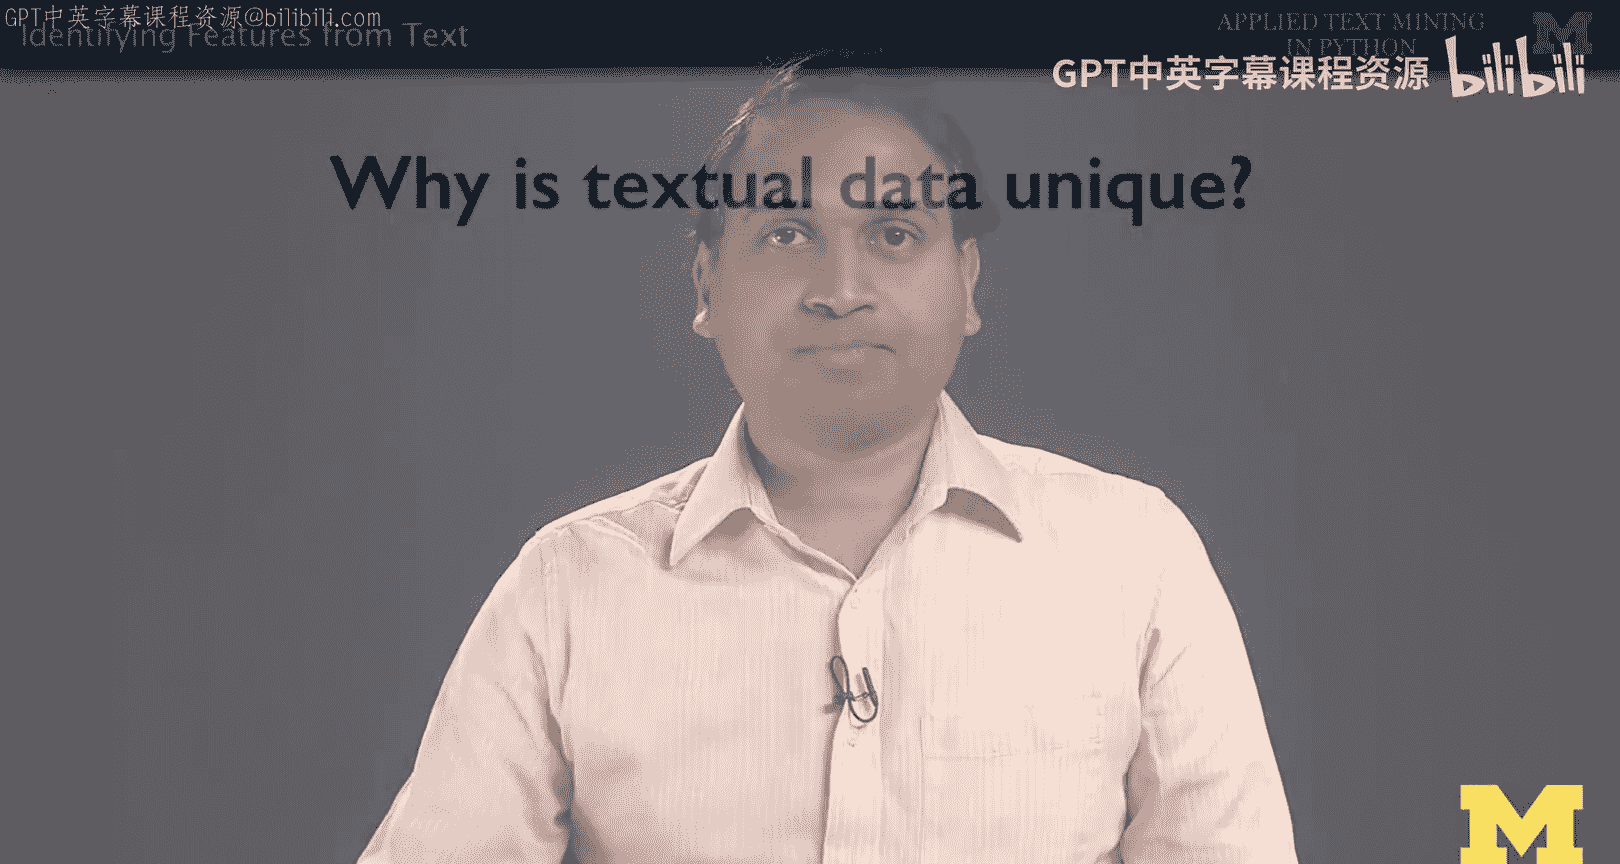 GPT中英字幕课程资源@bilibili.com
Identifying Features from Text
APPLIED TEXT MINING
IN PYTHON
GPT中英字幕课程资源 bilibili
Why is textual data unique?
M